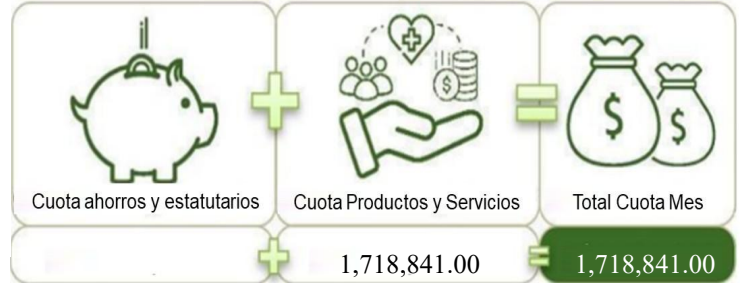 Cuota ahorros y estatutarios
Cuota Productos y Servicios
Total Cuota Mes
1,718,841.00
1,718,841.00